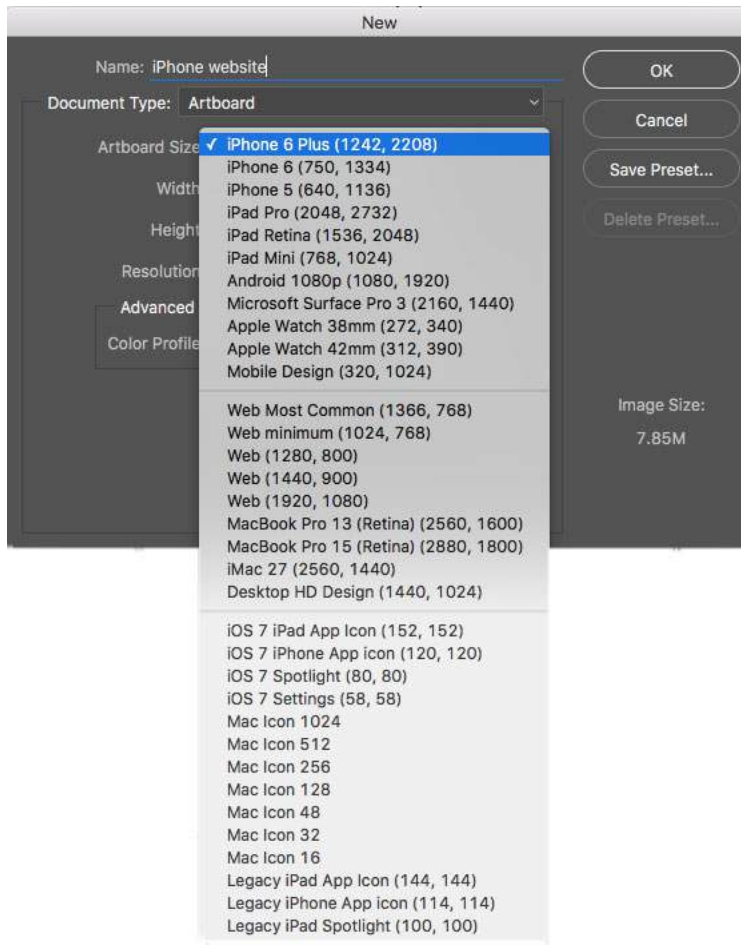 New
Name: iPhone website
OK
Document Type: Artboard
Cancel
Artboard Size
✓ iPhone 6 Plus (1242, 2208)
iPhone 6 (750, 1334)
Save Preset...
Width
iPhone 5 (640, 1136)
iPad Pro (2048, 2732)
Delete Preset...
Height
iPad Retina (1536, 2048)
iPad Mini (768, 1024)
Resolution
Android 1080p (1080, 1920)
Microsoft Surface Pro 3 (2160, 1440)
Advanced
Apple Watch 38mm (272, 340)
Color Profile
Apple Watch 42mm (312, 390)
Mobile Design (320, 1024)
Image Size:
7.85M
Web Most Common (1366, 768)
Web minimum (1024, 768)
Web (1280, 800)
Web (1440, 900)
Web (1920, 1080)
MacBook Pro 13 (Retina) (2560, 1600)
MacBook Pro 15 (Retina) (2880, 1800)
iMac 27 (2560, 1440)
Desktop HD Design (1440, 1024)
iOS 7 iPad App Icon (152, 152)
iOS 7 iPhone App icon (120, 120)
iOS 7 Spotlight (80, 80)
iOS 7 Settings (58, 58)
Mac Icon 1024
Mac Icon 512
Mac Icon 256
Mac Icon 128
Mac Icon 48
Mac Icon 32
Mac Icon 16
Legacy iPad App Icon (144, 144)
Legacy iPhone App icon (114, 114)
Legacy iPad Spotlight (100, 100)